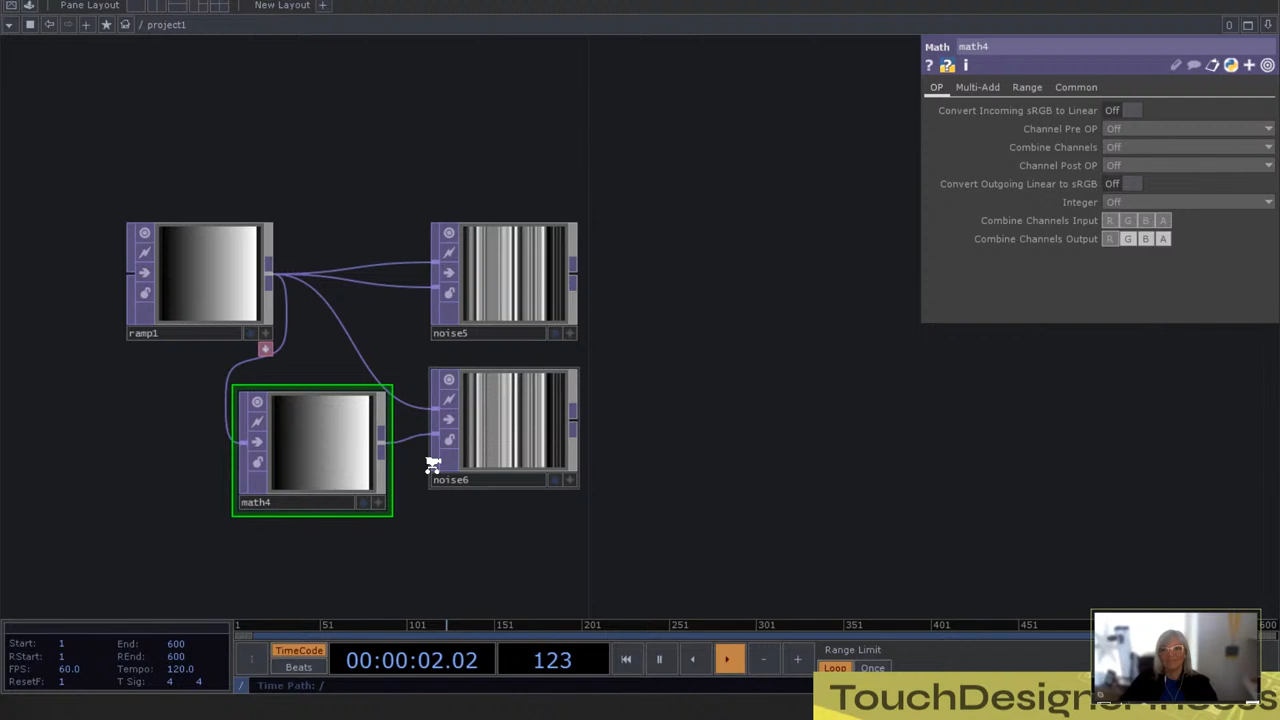 Pane Layout
New Layout +
/ project1
0
Math math4
? ? i
OP Multi-Add Range Common
Convert Incoming sRGB to Linear Off
Channel Pre OP Off
Combine Channels Off
Channel Post OP Off
Convert Outgoing Linear to sRGB Off
Integer Off
Combine Channels Input R G B A
Combine Channels Output R G B A
ramp1
noise5
math4
noise6
1 51 101 151 201 251 301 351 401 451 600
Start: 1 End: 600
RStart: 1 REnd: 600
FPS: 60.0 Tempo: 120.0
ResetF: 1 T Sig: 4 4
TimeCode
Beats
00:00:02.02
123
Range Limit
Loop Once
/ Time Path: /